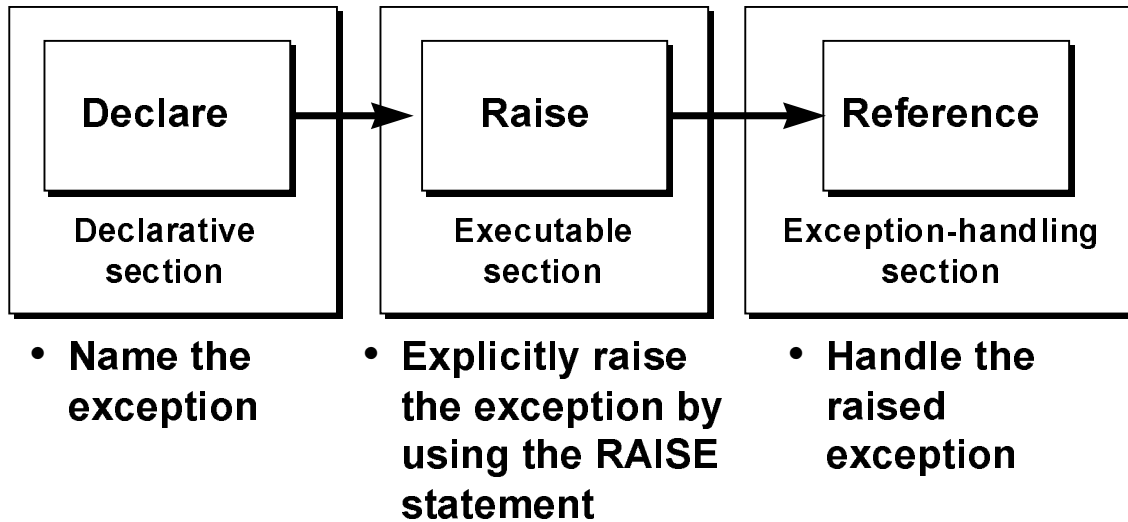 Declare
Declarative
section
• Name the
exception
Raise
Executable
section
• Explicitly raise
the exception by
using the RAISE
statement
Reference
Exception-handling
section
• Handle the
raised
exception